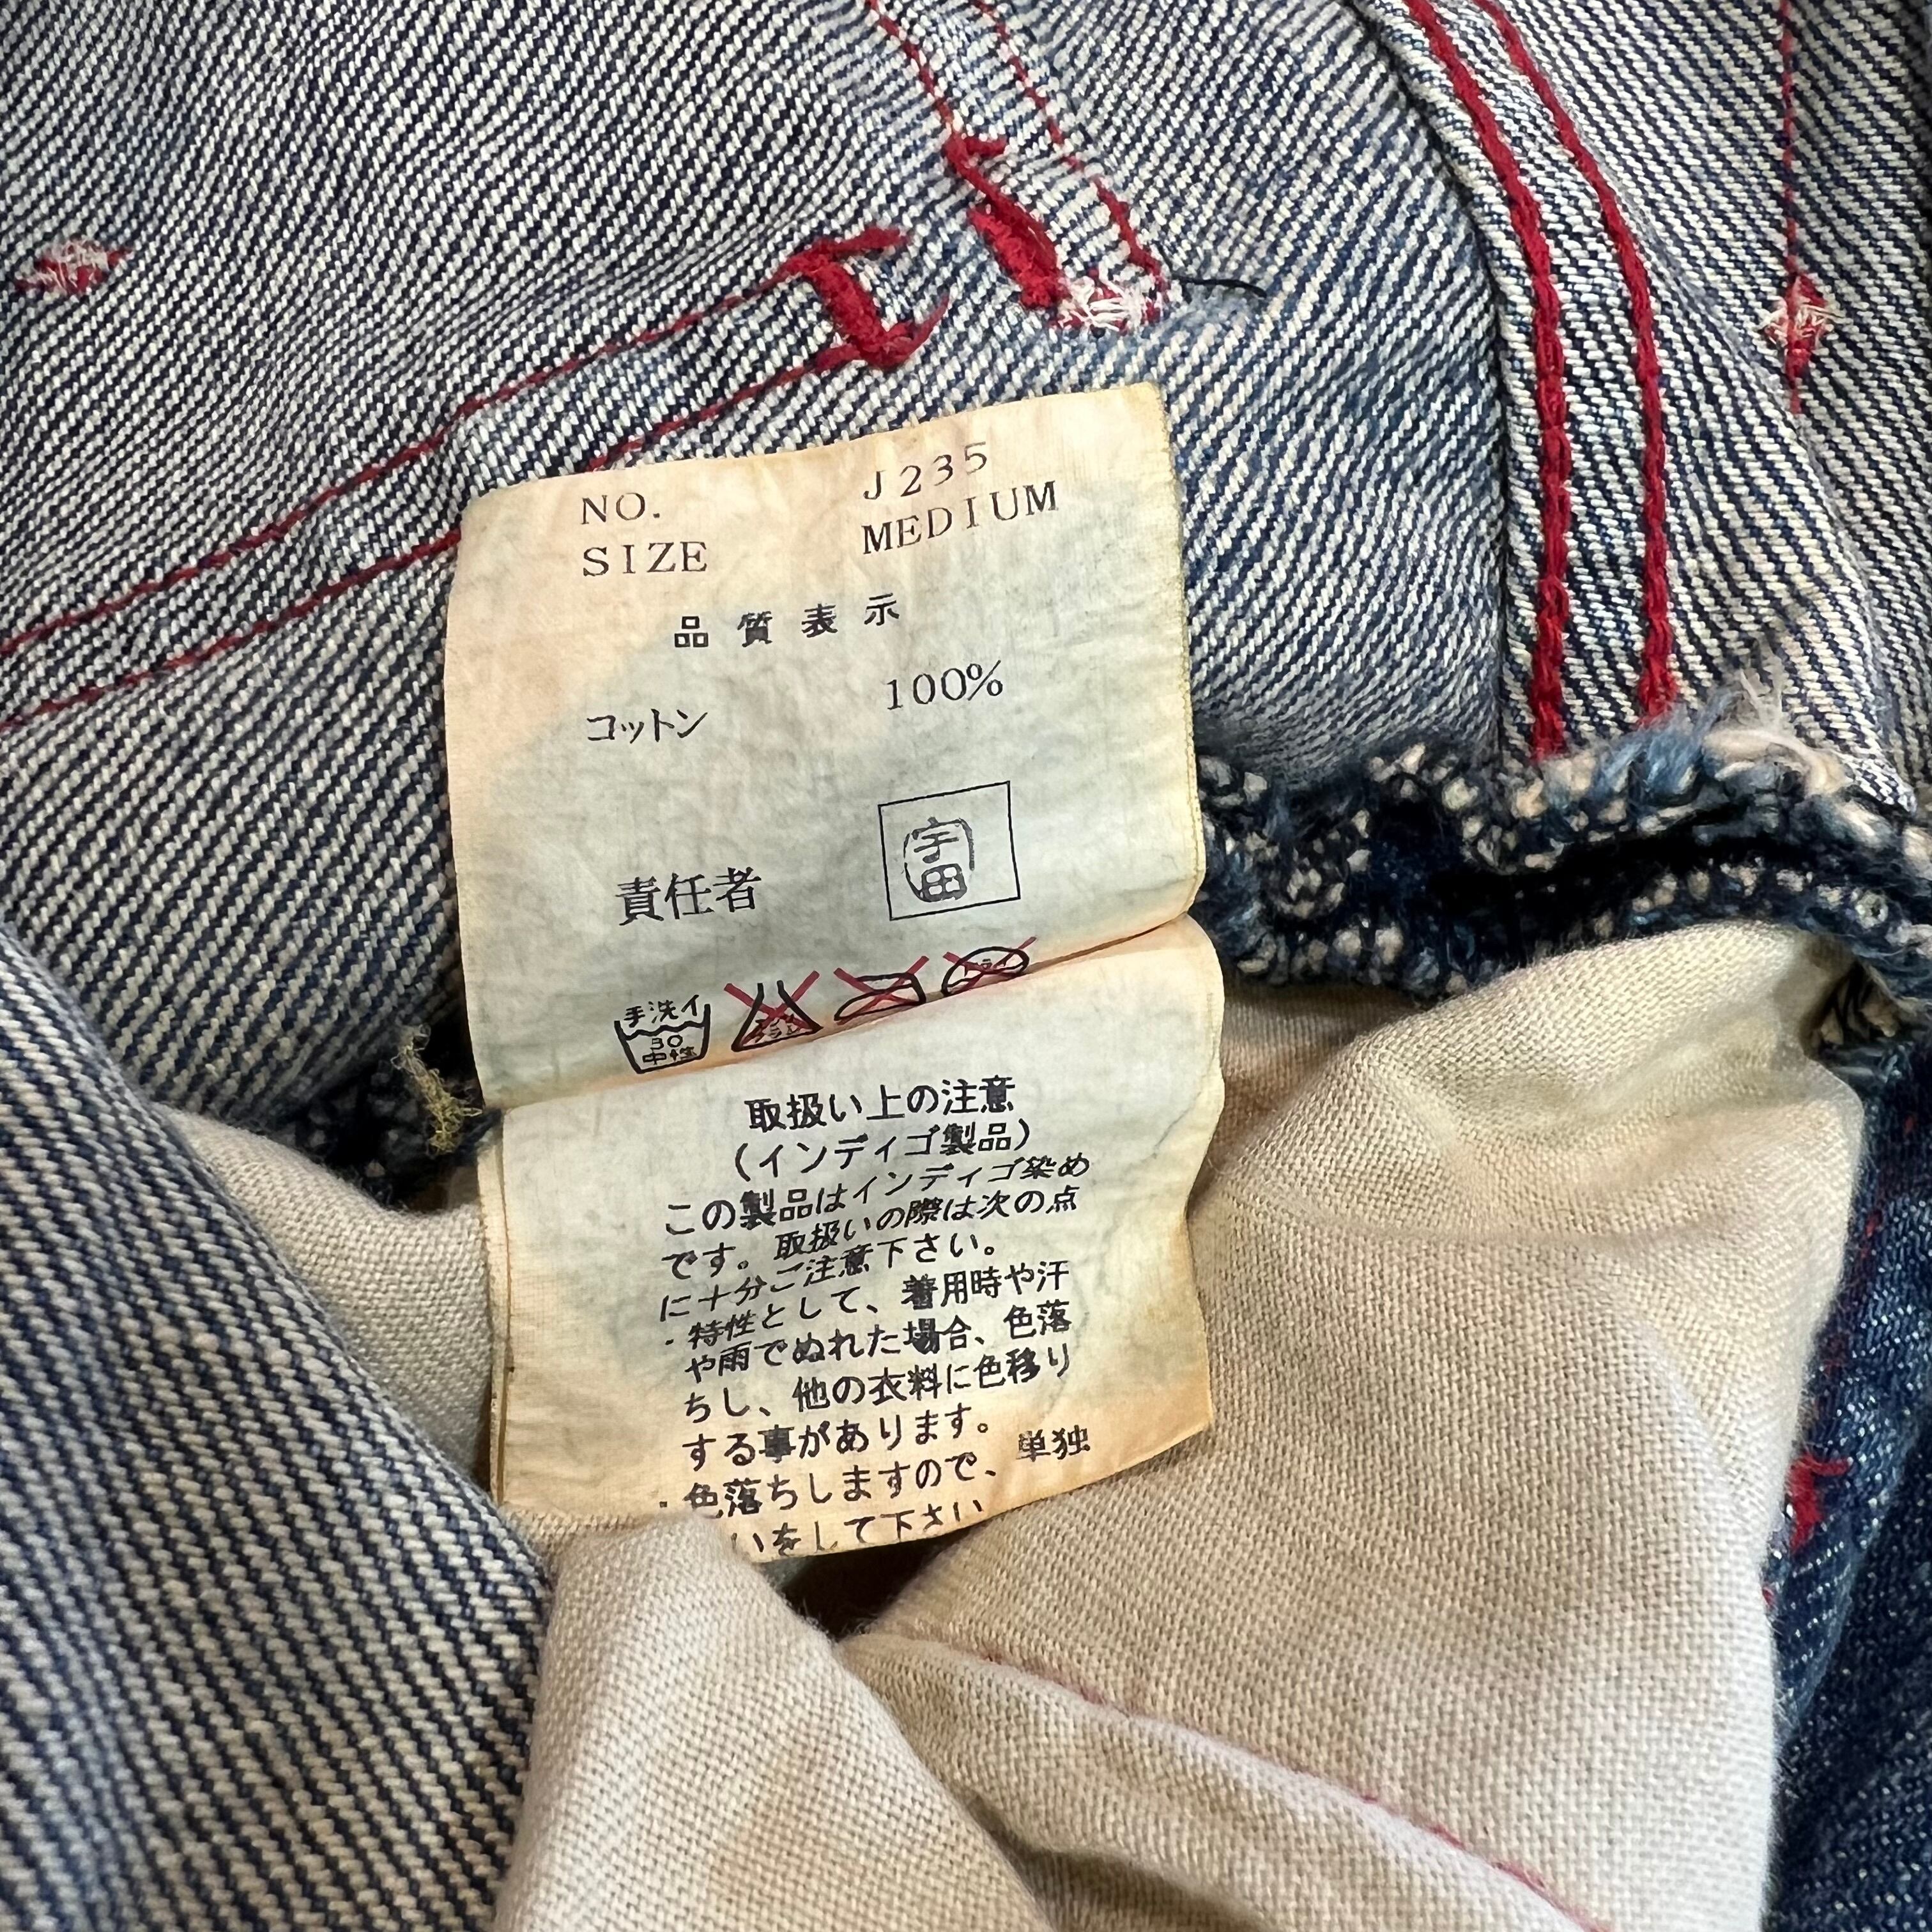 NO. J235
SIZE MEDIUM
品質表示
コットン 100%
責任者 宇田
手洗イ
30
中性
取扱い上の注意
(インディゴ製品)
この製品はインディゴ染め
です。取扱いの際は次の点
に十分ご注意下さい。
・特性として、着用時や汗
や雨でぬれた場合、色落
ちし、他の衣料に色移り
する事があります。
・色落ちしますので、単独
いをして下さい